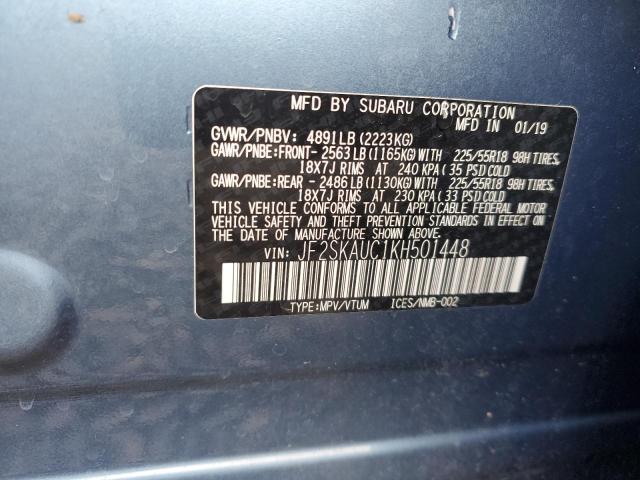 MFD BY SUBARU CORPORATION
MFD IN 01/19
GVWR/PNBV: 4891LB (2223KG)
GAWR/PNBE:FRONT- 2563LB (1165KG) WITH 225/55R18 98H TIRES,
18X7J RIMS AT 240 KPA (35 PSI) COLD
GAWR/PNBE:REAR - 2486LB (1130KG) WITH 225/55R18 98H TIRES,
18X7J RIMS AT 230 KPA (33 PSI) COLD
THIS VEHICLE CONFORMS TO ALL APPLICABLE FEDERAL MOTOR
VEHICLE SAFETY AND THEFT PREVENTION STANDARDS IN EFFECT ON
THE DATE OF MANUFACTURE SHOWN ABOVE.
VIN: JF2SKAUC1KH501448
TYPE:MPV/VTUM ICES/NMB-002